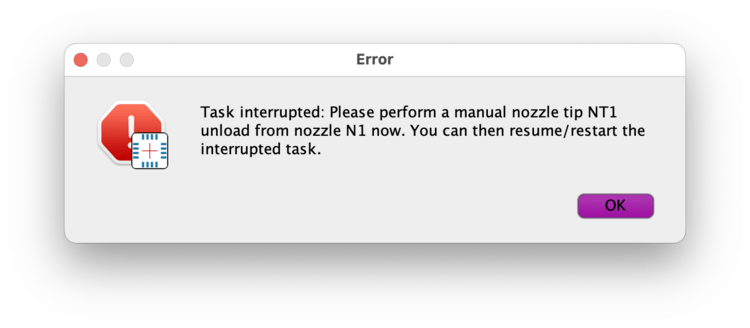 Error
Task interrupted: Please perform a manual nozzle tip NT1
unload from nozzle N1 now. You can then resume/restart the
interrupted task.
OK